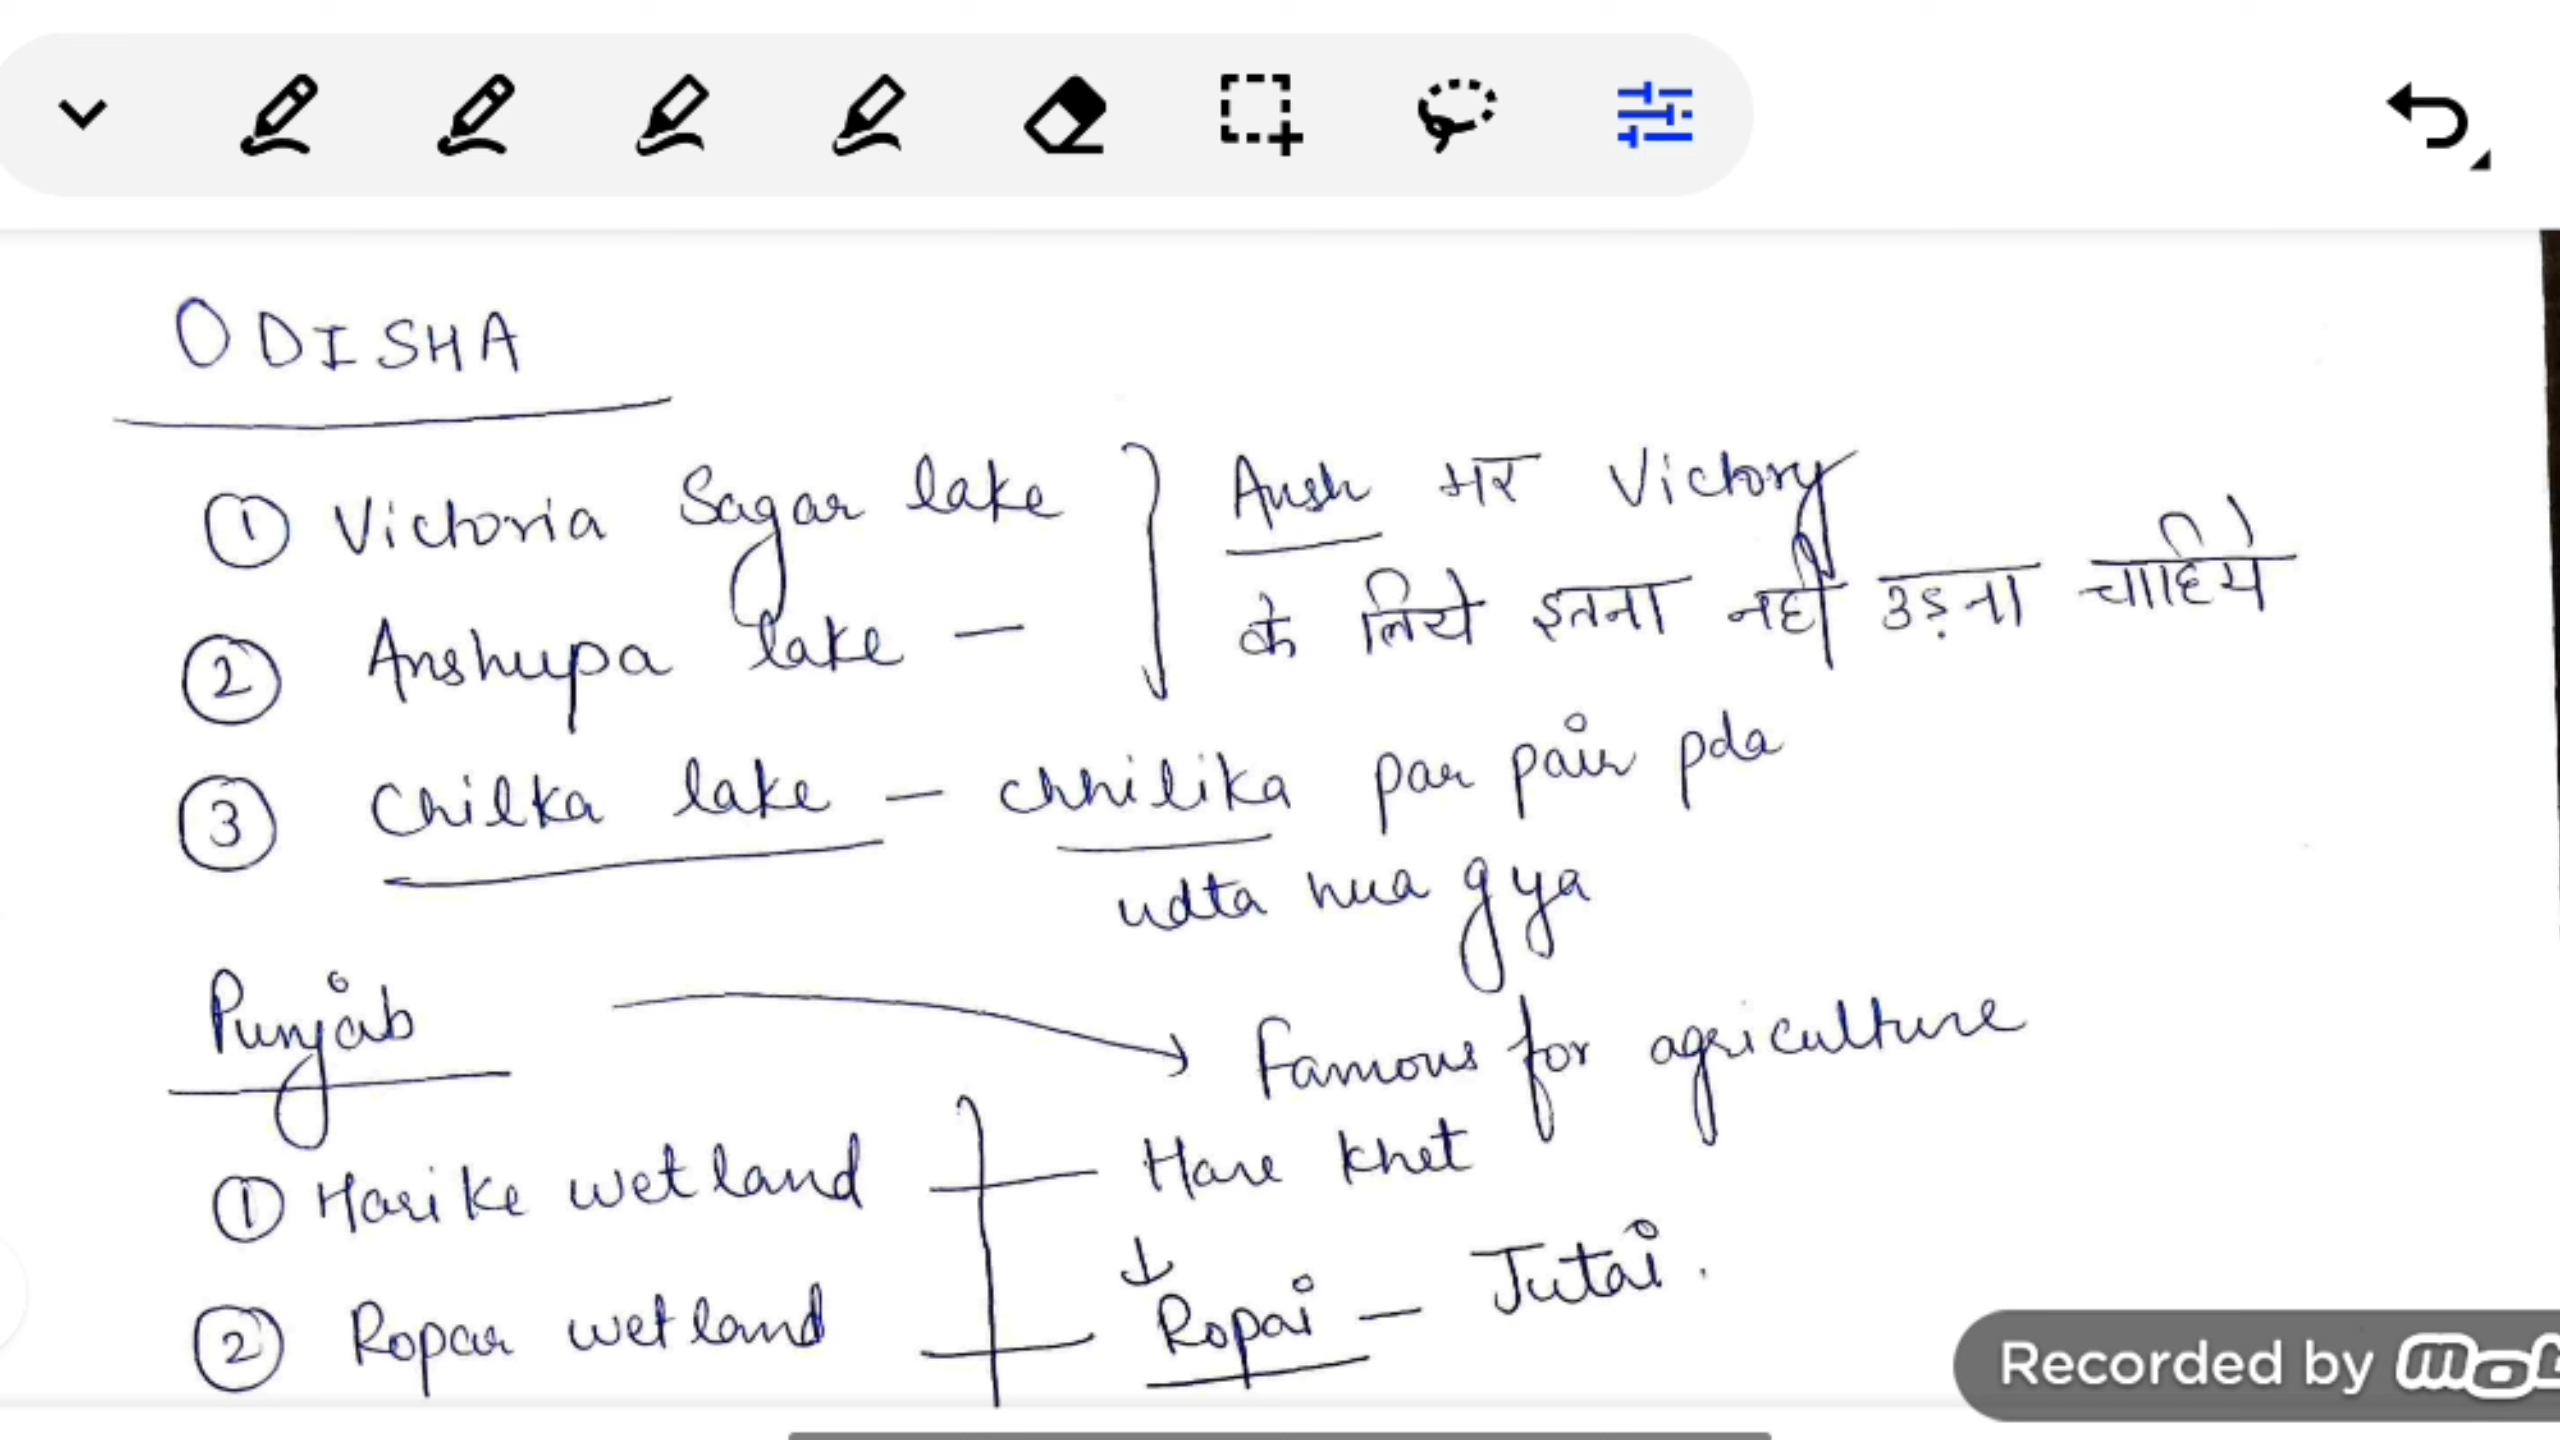 ODISHA
① Victoria Sagar lake } Ansh भर Victory
के लिये इतना नहीं उड़ना चाहिये
② Anshupa lake —
③ Chilka lake — chhilika par pair pda
udta hua gya
Punjab → Famous for agriculture
① Harike wetland — Hare khet
↓
② Ropar wetland — Ropai — Jutai.
Recorded by